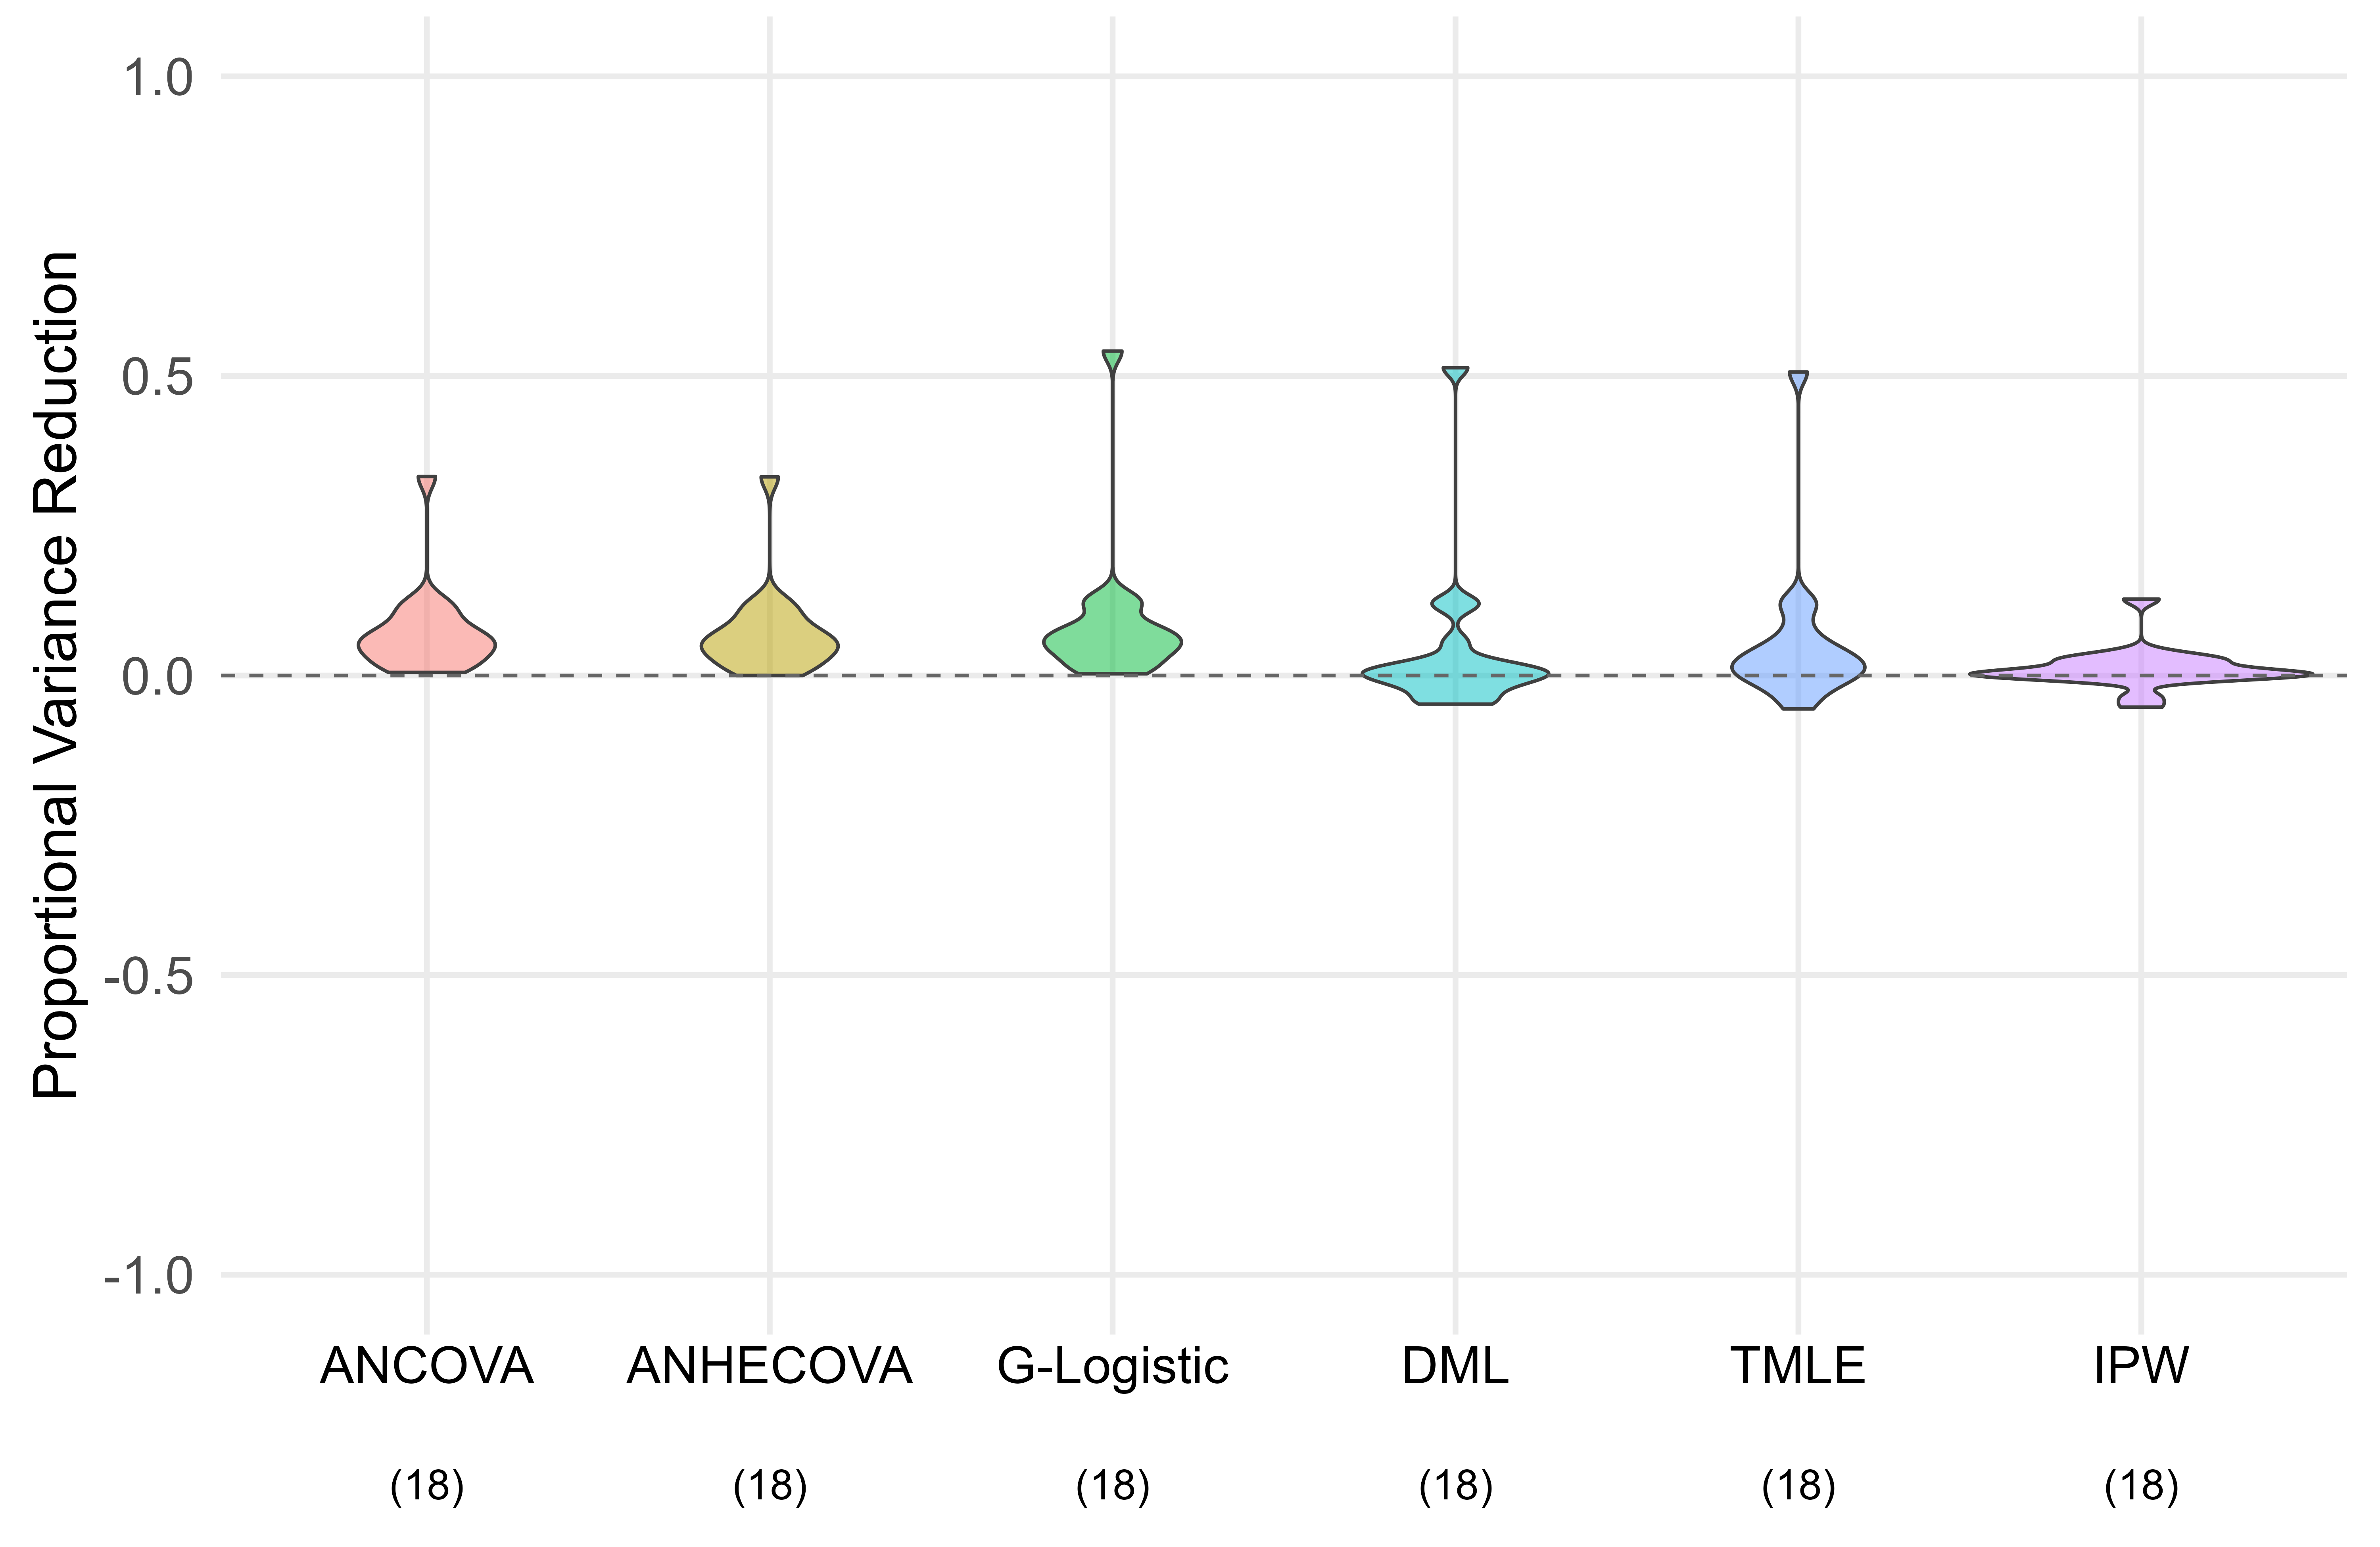 Proportional Variance Reduction
1.0
0.5
0.0
-0.5
-1.0
ANCOVA ANHECOVA G-Logistic DML TMLE IPW
(18) (18) (18) (18) (18) (18)